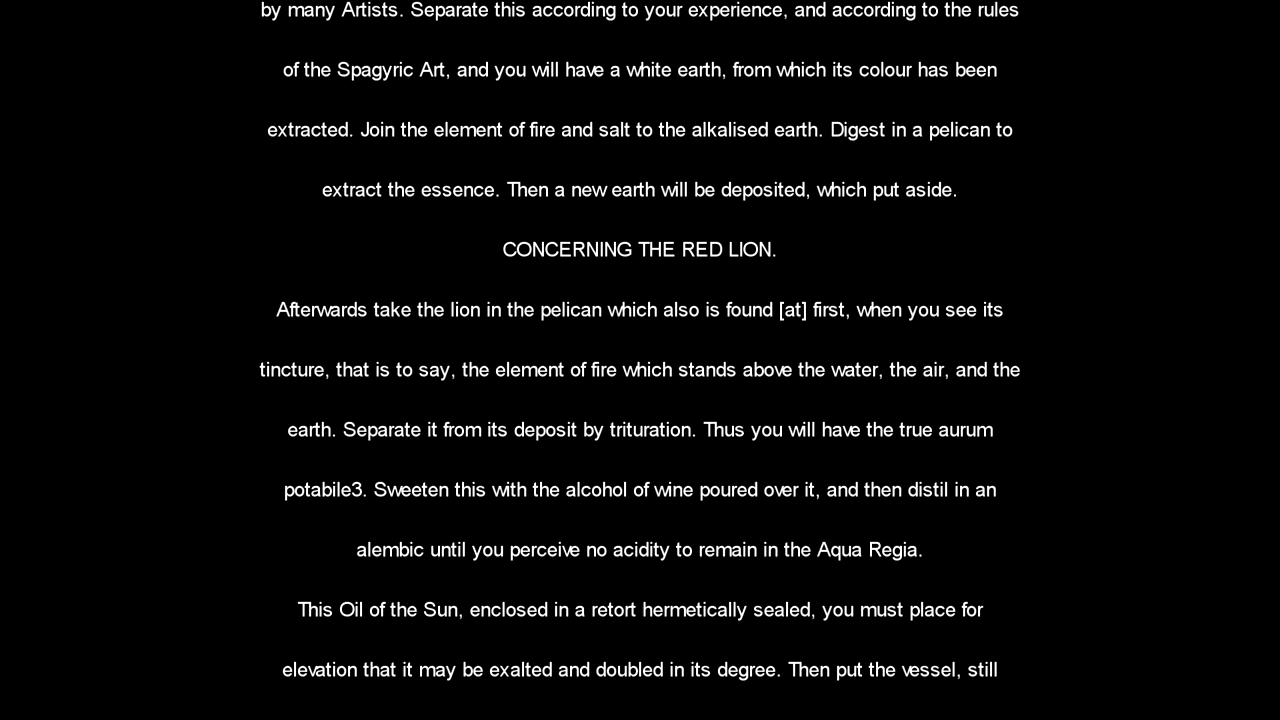 by many Artists. Separate this according to your experience, and according to the rules
of the Spagyric Art, and you will have a white earth, from which its colour has been
extracted. Join the element of fire and salt to the alkalised earth. Digest in a pelican to
extract the essence. Then a new earth will be deposited, which put aside.
CONCERNING THE RED LION.
Afterwards take the lion in the pelican which also is found [at] first, when you see its
tincture, that is to say, the element of fire which stands above the water, the air, and the
earth. Separate it from its deposit by trituration. Thus you will have the true aurum
potabile3. Sweeten this with the alcohol of wine poured over it, and then distil in an
alembic until you perceive no acidity to remain in the Aqua Regia.
This Oil of the Sun, enclosed in a retort hermetically sealed, you must place for
elevation that it may be exalted and doubled in its degree. Then put the vessel, still